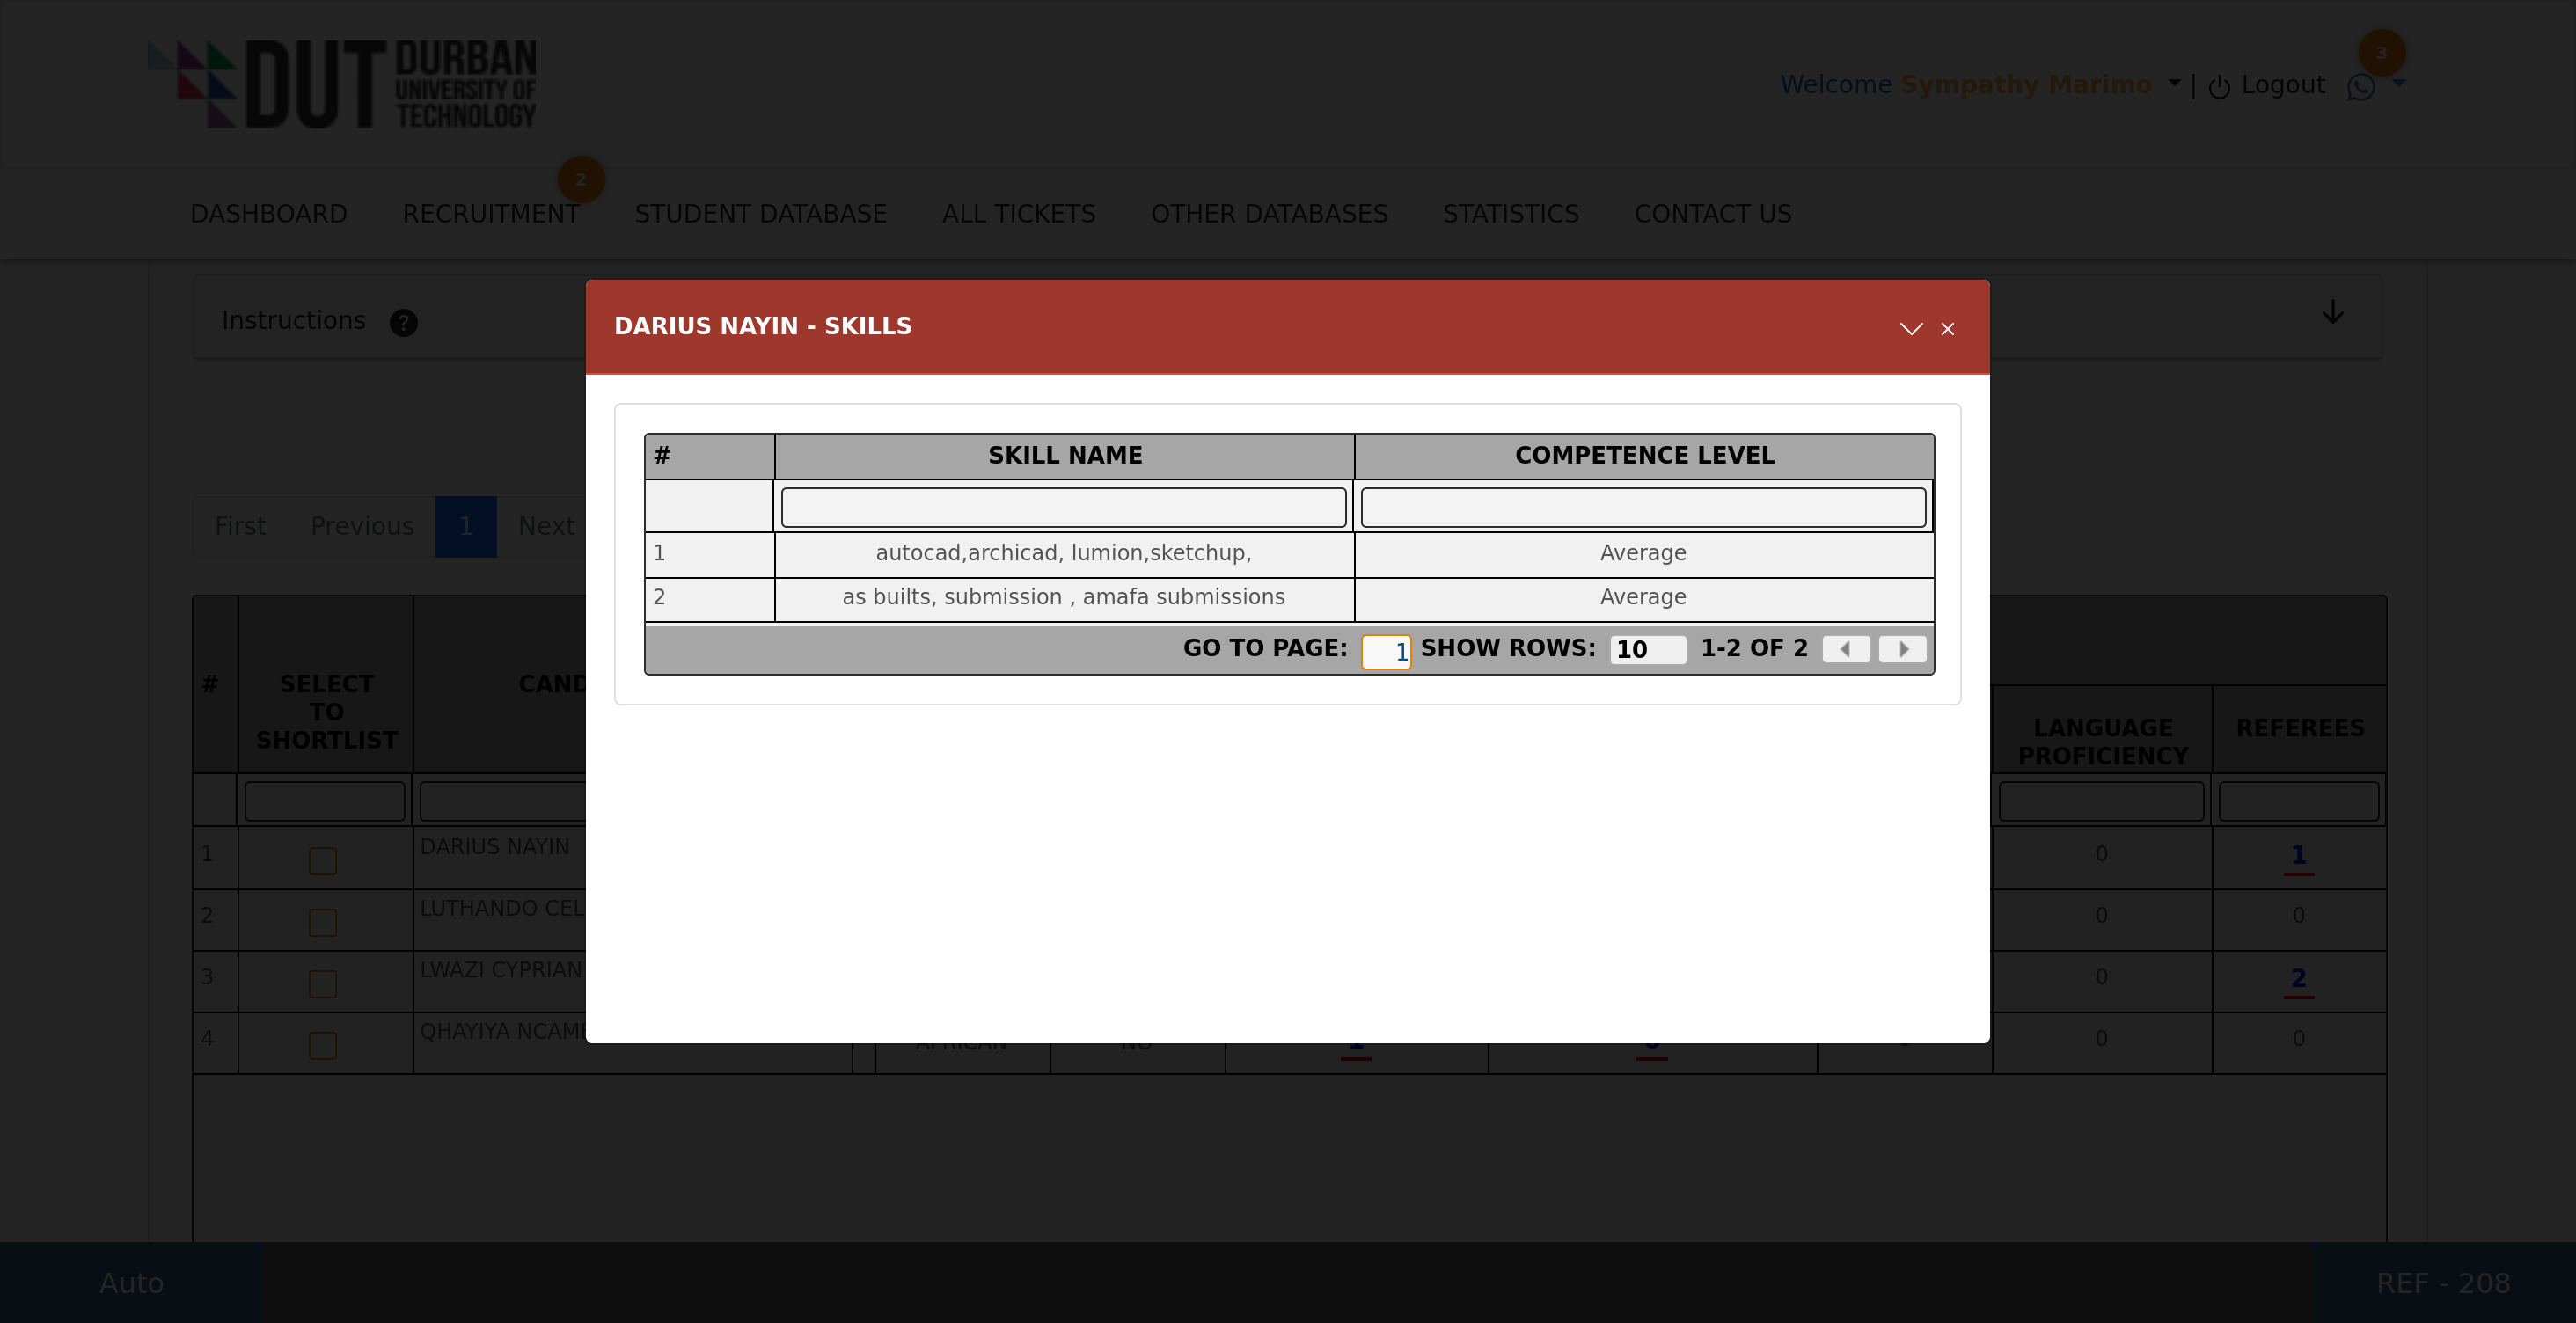 DUT DURBAN
UNIVERSITY OF
TECHNOLOGY
Welcome Sympathy Marimo | Logout
3
2
DASHBOARD RECRUITMENT STUDENT DATABASE ALL TICKETS OTHER DATABASES STATISTICS CONTACT US
Instructions ?
DARIUS NAYIN - SKILLS
# SKILL NAME COMPETENCE LEVEL
1 autocad,archicad, lumion,sketchup, Average
2 as builts, submission , amafa submissions Average
GO TO PAGE: 1 SHOW ROWS: 10 1-2 OF 2
First Previous 1 Next
# SELECT
TO
SHORTLIST
LANGUAGE
PROFICIENCY
REFEREES
1 DARIUS NAYIN 0 1
2 LUTHANDO 0 0
3 LWAZI CYPRIAN 0 2
4 QHAYIYA AFRICAN NO 1 0 0
Auto REF - 208